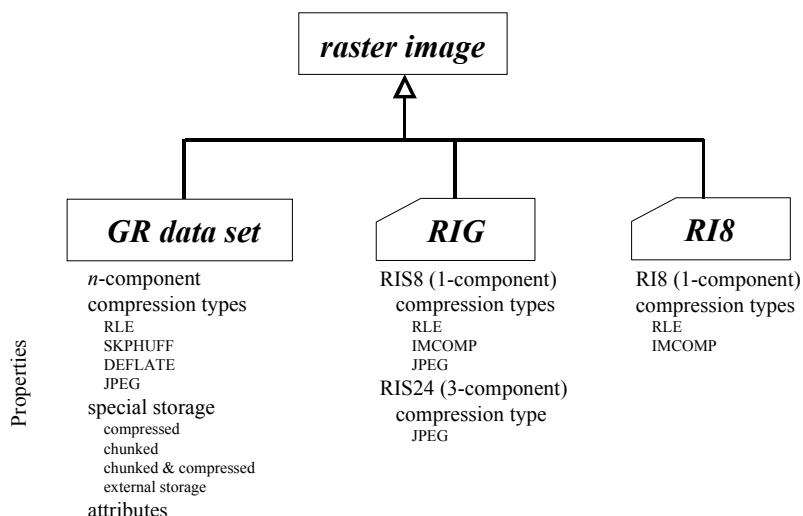 raster image
GR data set
n-component
compression types
RLE
SKPHUFF
DEFLATE
JPEG
special storage
compressed
chunked
chunked & compressed
external storage
attributes
RIG
RIS8 (1-component)
compression types
RLE
IMCOMP
JPEG
RIS24 (3-component)
compression type
JPEG
RI8
RI8 (1-component)
compression types
RLE
IMCOMP
Properties